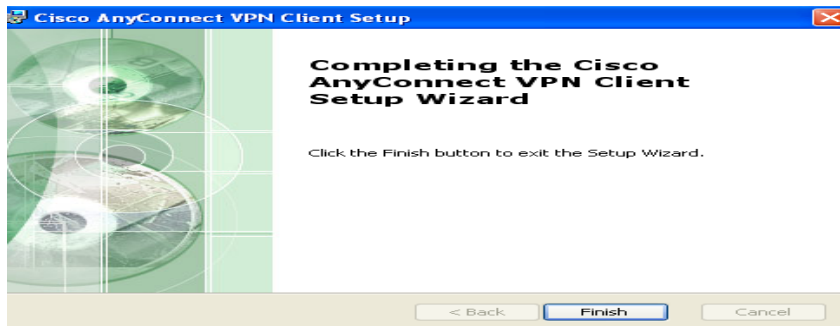 Cisco AnyConnect VPN Client Setup
Completing the Cisco
AnyConnect VPN Client
Setup Wizard
Click the Finish button to exit the Setup Wizard.
< Back
Finish
Cancel